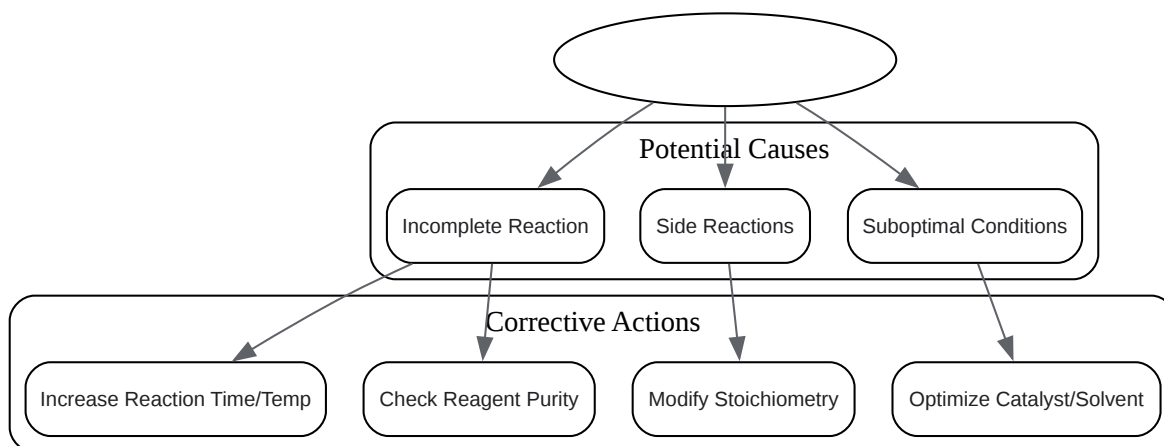 Potential Causes
Incomplete Reaction
Side Reactions
Suboptimal Conditions
Corrective Actions
Increase Reaction Time/Temp
Check Reagent Purity
Modify Stoichiometry
Optimize Catalyst/Solvent